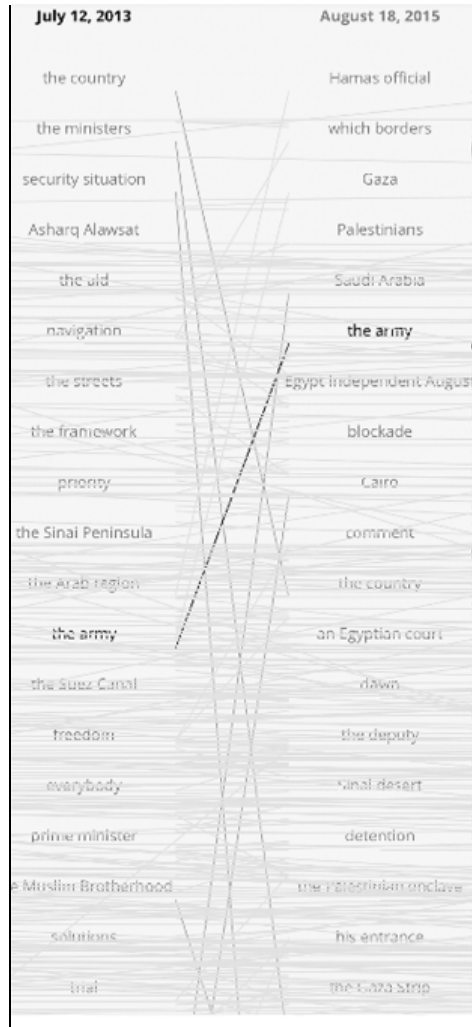 July 12, 2013
the country
the ministers
security situation
Asharq Alawsat
the aid
navigation
the streets
the framework
priority
the Sinai Peninsula
the Arab region
the army
the Suez Canal
freedom
everybody
prime minister
e Muslim Brotherhood
solutions
trial
August 18, 2015
Hamas official
which borders
Gaza
Palestinians
Saudi Arabia
the army
Egypt Independent August
blockade
Cairo
comment
the country
an Egyptian court
dawn
the deputy
Sinai desert
detention
the Palestinian enclave
his entrance
the Gaza Strip